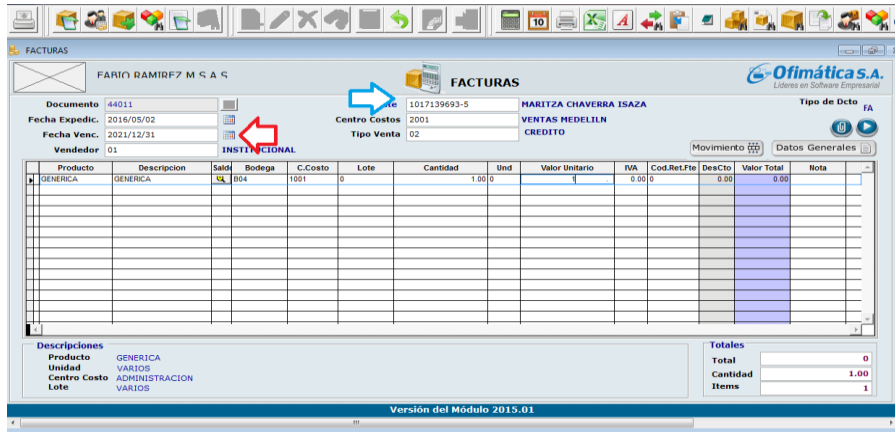 10
FACTURAS
FABIO RAMIREZ M S A S
FACTURAS
Ofimática S.A.
Líderes en Software Empresarial
Documento 44011
1017139693-5 MARITZA CHAVERRA ISAZA
Tipo de Dcto FA
Fecha Expedic. 2016/05/02
Centro Costos 2001 VENTAS MEDELILN
Fecha Venc. 2021/12/31
Tipo Venta 02 CREDITO
Vendedor 01 INSTITUCIONAL
Movimiento Datos Generales
Producto Descripcion Saldo Bodega C.Costo Lote Cantidad Und Valor Unitario IVA Cod.Ret.Fte DesCto Valor Total Nota
GENERICA GENERICA B04 1001 0 1.00 0 1 . 0.00 0 0.00 0.00
Descripciones
Producto GENERICA
Unidad VARIOS
Centro Costo ADMINISTRACION
Lote VARIOS
Totales
Total 0
Cantidad 1.00
Items 1
Versión del Módulo 2015.01